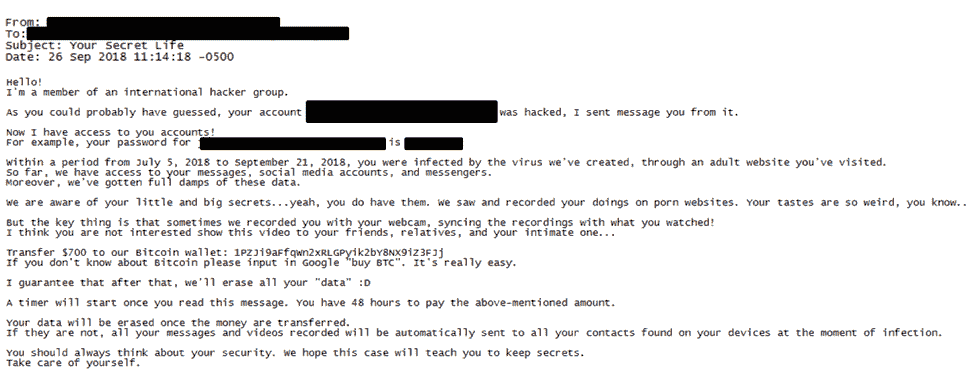 From:
To:
Subject: Your Secret Life
Date: 26 Sep 2018 11:14:18 -0500
Hello!
I'm a member of an international hacker group.
As you could probably have guessed, your account was hacked, I sent message you from it.
Now I have access to you accounts!
For example, your password for is
Within a period from July 5, 2018 to September 21, 2018, you were infected by the virus we've created, through an adult website you've visited.
So far, we have access to your messages, social media accounts, and messengers.
Moreover, we've gotten full damps of these data.
We are aware of your little and big secrets...yeah, you do have them. We saw and recorded your doings on porn websites. Your tastes are so weird, you know..
But the key thing is that sometimes we recorded you with your webcam, syncing the recordings with what you watched!
I think you are not interested show this video to your friends, relatives, and your intimate one...
Transfer $700 to our Bitcoin wallet: 1PZJi9aFfqWn2xRLGPyik2bY8NX9iZ3FJj
If you don't know about Bitcoin please input in Google "buy BTC". It's really easy.
I guarantee that after that, we'll erase all your "data" :D
A timer will start once you read this message. You have 48 hours to pay the above-mentioned amount.
Your data will be erased once the money are transferred.
If they are not, all your messages and videos recorded will be automatically sent to all your contacts found on your devices at the moment of infection.
You should always think about your security. We hope this case will teach you to keep secrets.
Take care of yourself.